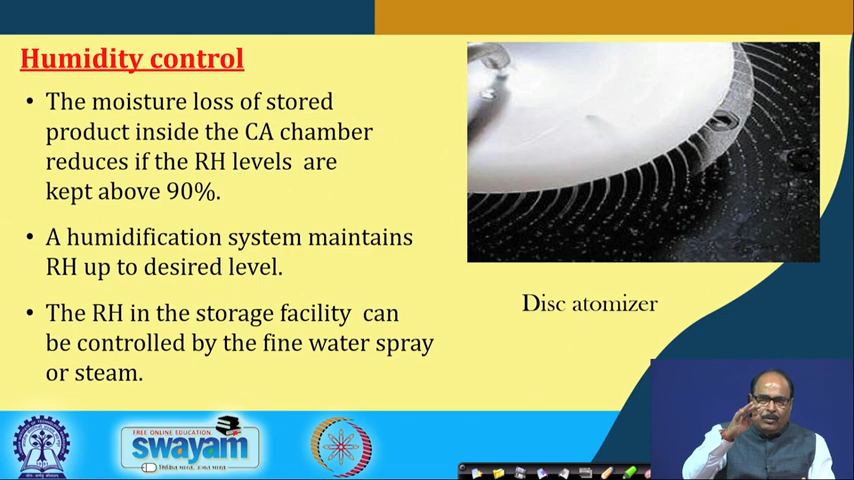 Humidity control
• The moisture loss of stored
product inside the CA chamber
reduces if the RH levels are
kept above 90%.
• A humidification system maintains
RH up to desired level.
• The RH in the storage facility can
be controlled by the fine water spray
or steam.
Disc atomizer
FREE ONLINE EDUCATION
swayam